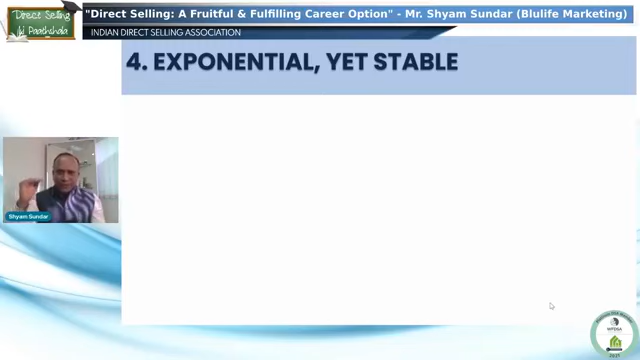 Direct Selling
Ki Paathshala
"Direct Selling: A Fruitful & Fulfilling Career Option" - Mr. Shyam Sundar (Blulife Marketing)
INDIAN DIRECT SELLING ASSOCIATION
4. EXPONENTIAL, YET STABLE
Shyam Sundar